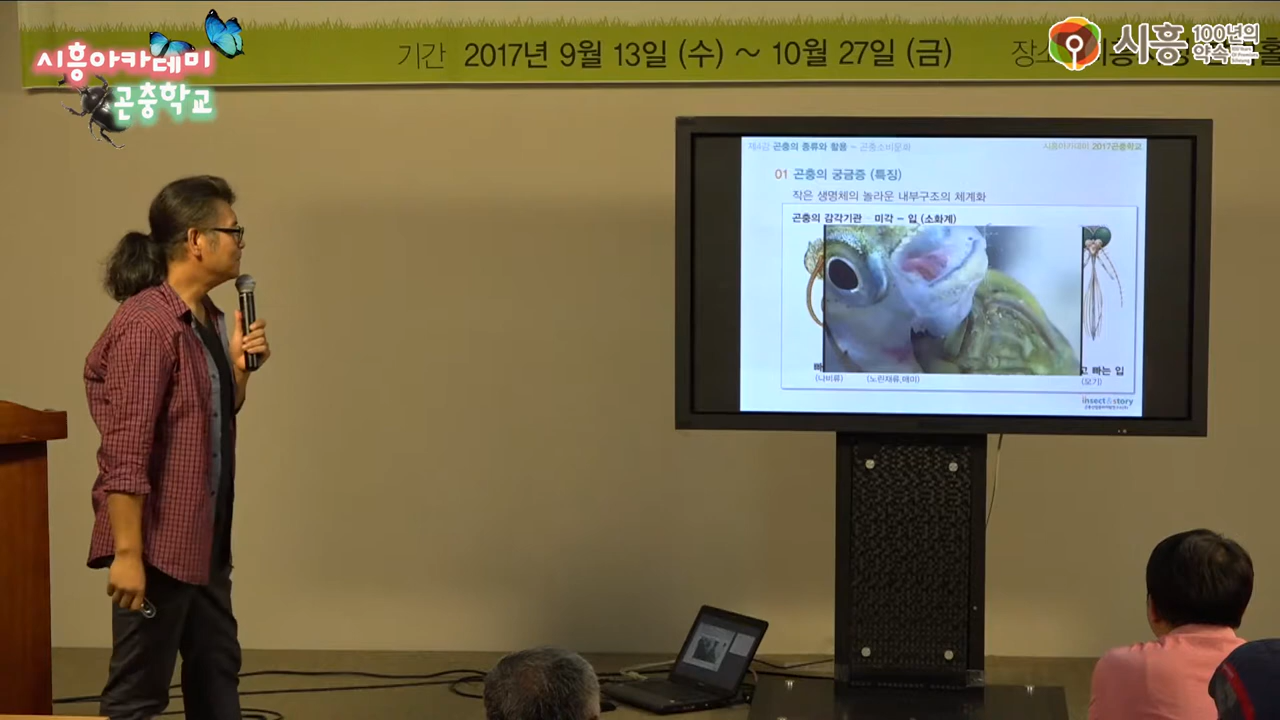 기간 2017년 9월 13일 (수) ~ 10월 27일 (금)
시흥아카데미
곤충학교
시흥 100년의 약속
제4강 곤충의 종류와 활용 - 곤충소비문화
시흥아카데미 2017곤충학교
01 곤충의 궁금증 (특징)
작은 생명체의 놀라운 내부구조의 체계화
곤충의 감각기관 - 미각 - 입 (소화계)
빠는 입
(나비류)
(노린재류,매미)
(모기)
insect & story